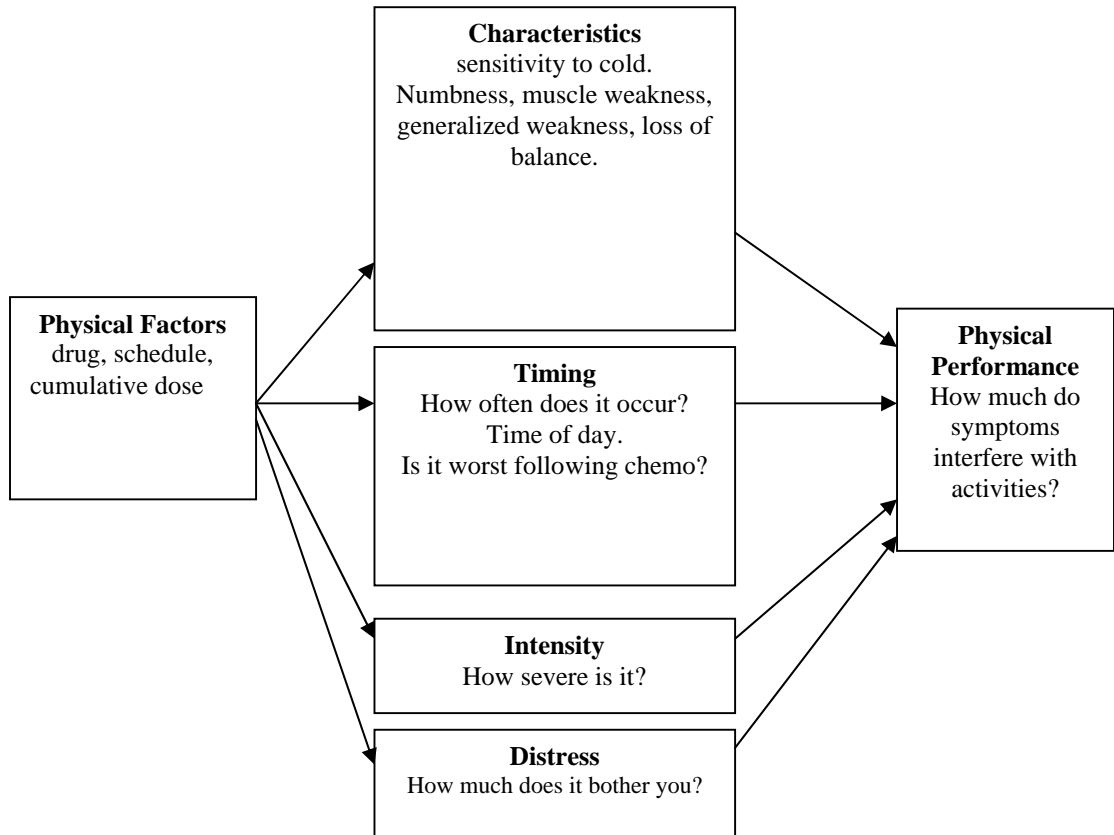 Characteristics
sensitivity to cold.
Numbness, muscle weakness,
generalized weakness, loss of
balance.
Physical Factors
drug, schedule,
cumulative dose
Timing
How often does it occur?
Time of day.
Is it worst following chemo?
Intensity
How severe is it?
Distress
How much does it bother you?
Physical
Performance
How much do
symptoms
interfere with
activities?